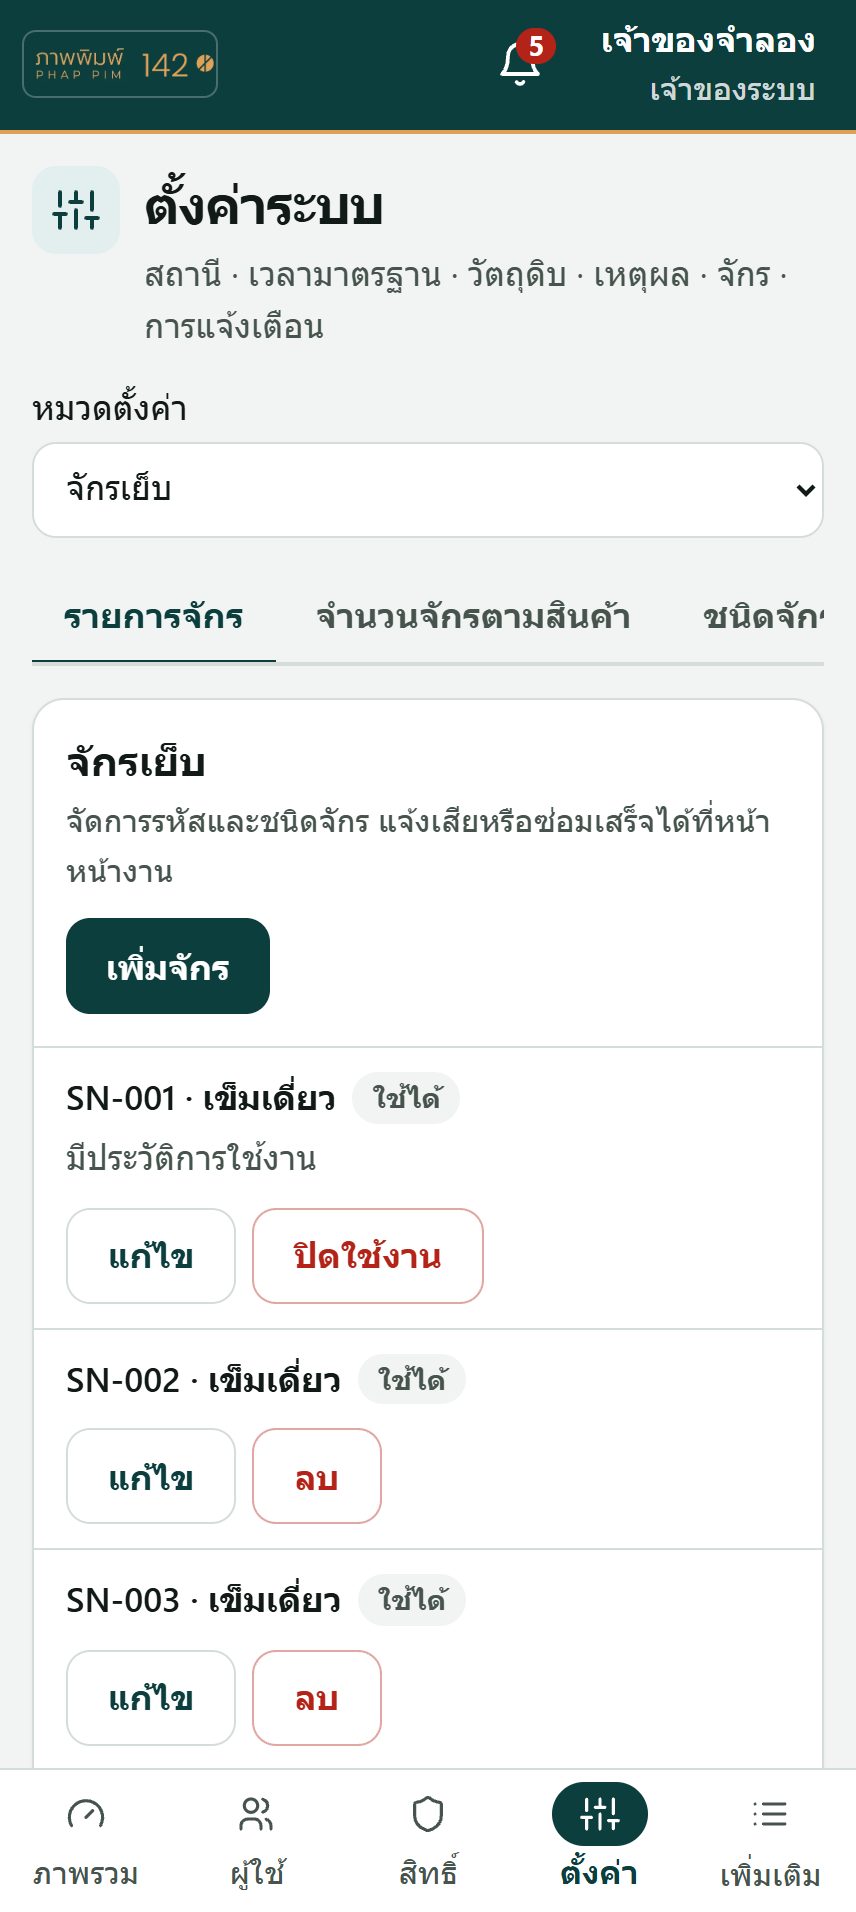 ภาพพิมพ์
PHAP PIM
142
5
เจ้าของจำลอง
เจ้าของระบบ
ตั้งค่าระบบ
สถานี · เวลามาตรฐาน · วัตถุดิบ · เหตุผล · จักร ·
การแจ้งเตือน
หมวดตั้งค่า
จักรเย็บ
รายการจักร จำนวนจักรตามสินค้า ชนิดจักร
จักรเย็บ
จัดการรหัสและชนิดจักร แจ้งเสียหรือซ่อมเสร็จได้ที่หน้า
หน้างาน
เพิ่มจักร
SN-001 · เข็มเดี่ยว ใช้ได้
มีประวัติการใช้งาน
แก้ไข ปิดใช้งาน
SN-002 · เข็มเดี่ยว ใช้ได้
แก้ไข ลบ
SN-003 · เข็มเดี่ยว ใช้ได้
แก้ไข ลบ
ภาพรวม ผู้ใช้ สิทธิ์ ตั้งค่า เพิ่มเติม